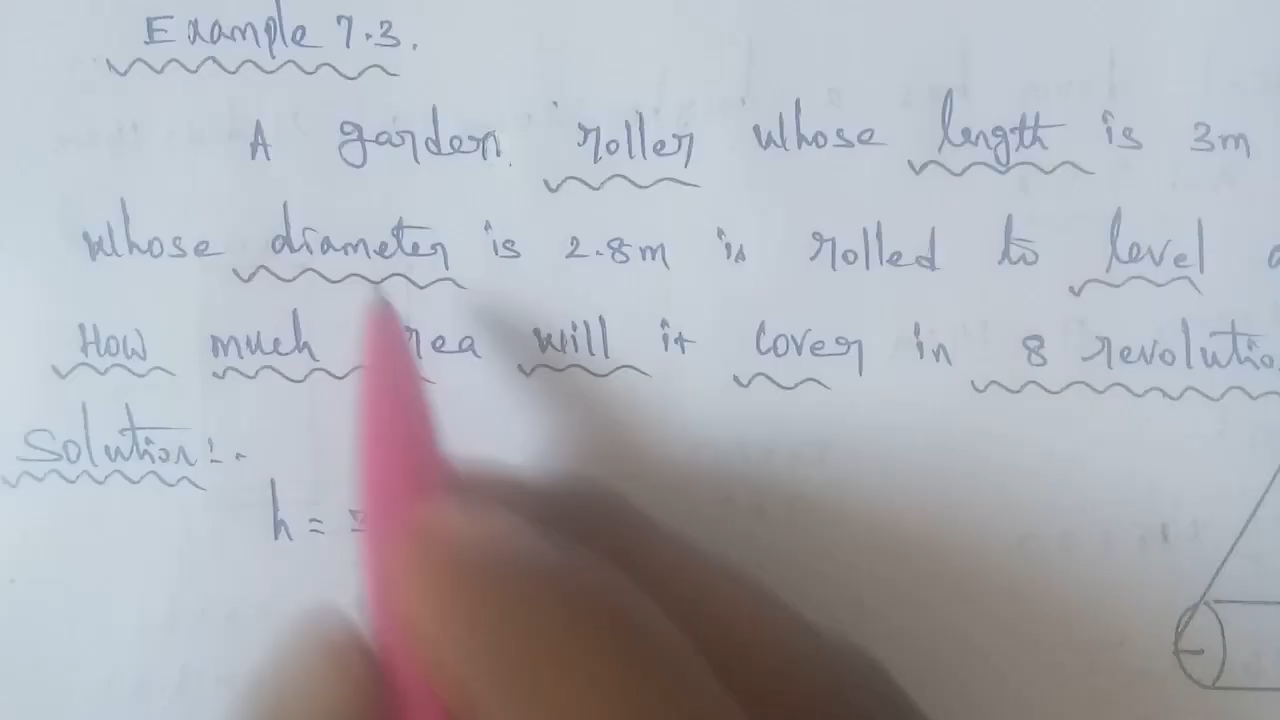 Example 7.3.
A garden roller whose length is 3m
whose diameter is 2.8m is rolled to level
How much rea will it cover in 8 revolutio
Solution:-
h =